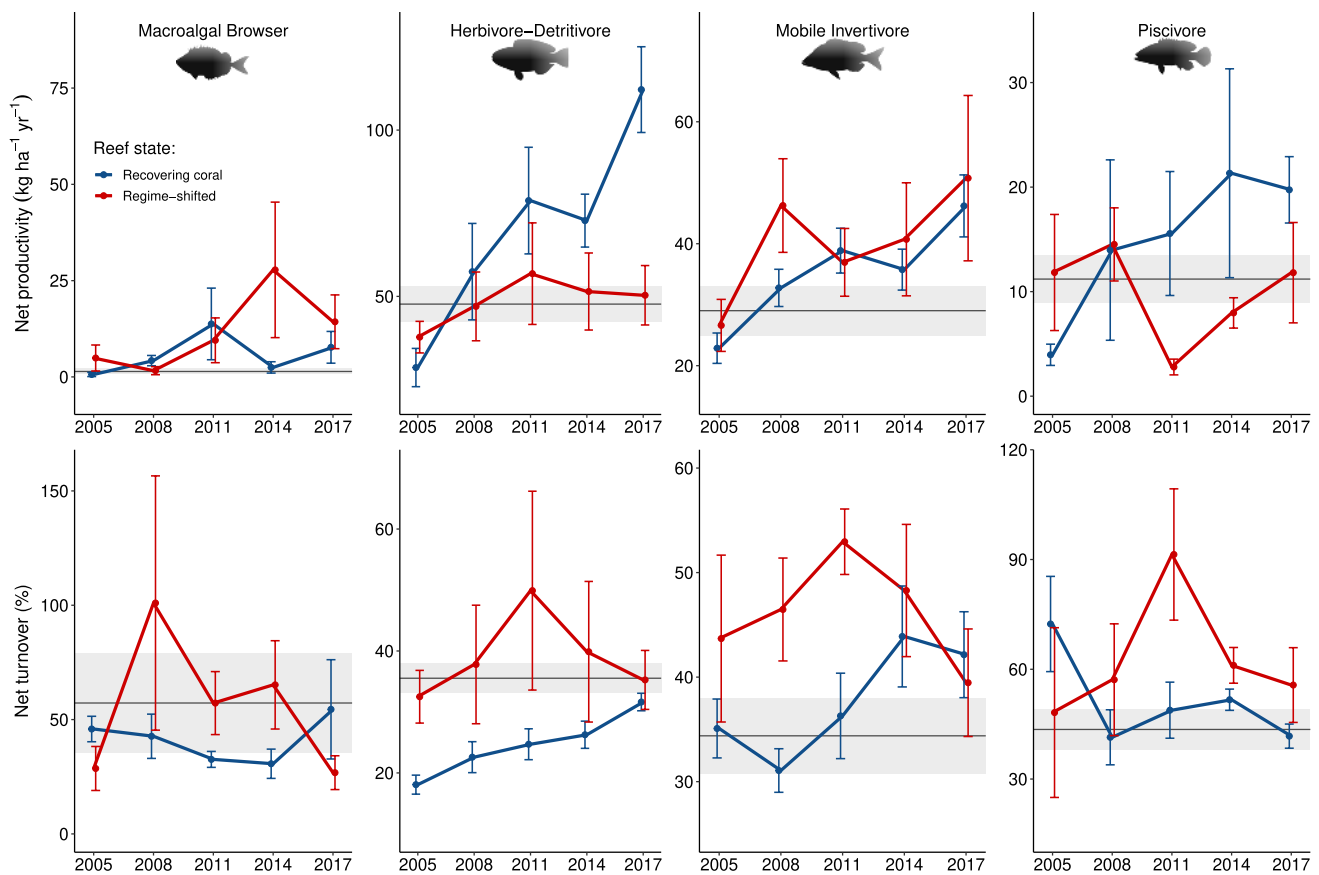 Macroalgal Browser
Herbivore−Detritivore
Mobile Invertivore
Piscivore
Net productivity (kg ha−1 yr−1)
Reef state:
Recovering coral
Regime−shifted
75
50
25
0
100
50
60
40
20
30
20
10
0
2005 2008 2011 2014 2017
2005 2008 2011 2014 2017
2005 2008 2011 2014 2017
2005 2008 2011 2014 2017
Net turnover (%)
150
100
50
0
60
40
20
60
50
40
30
120
90
60
30
2005 2008 2011 2014 2017
2005 2008 2011 2014 2017
2005 2008 2011 2014 2017
2005 2008 2011 2014 2017